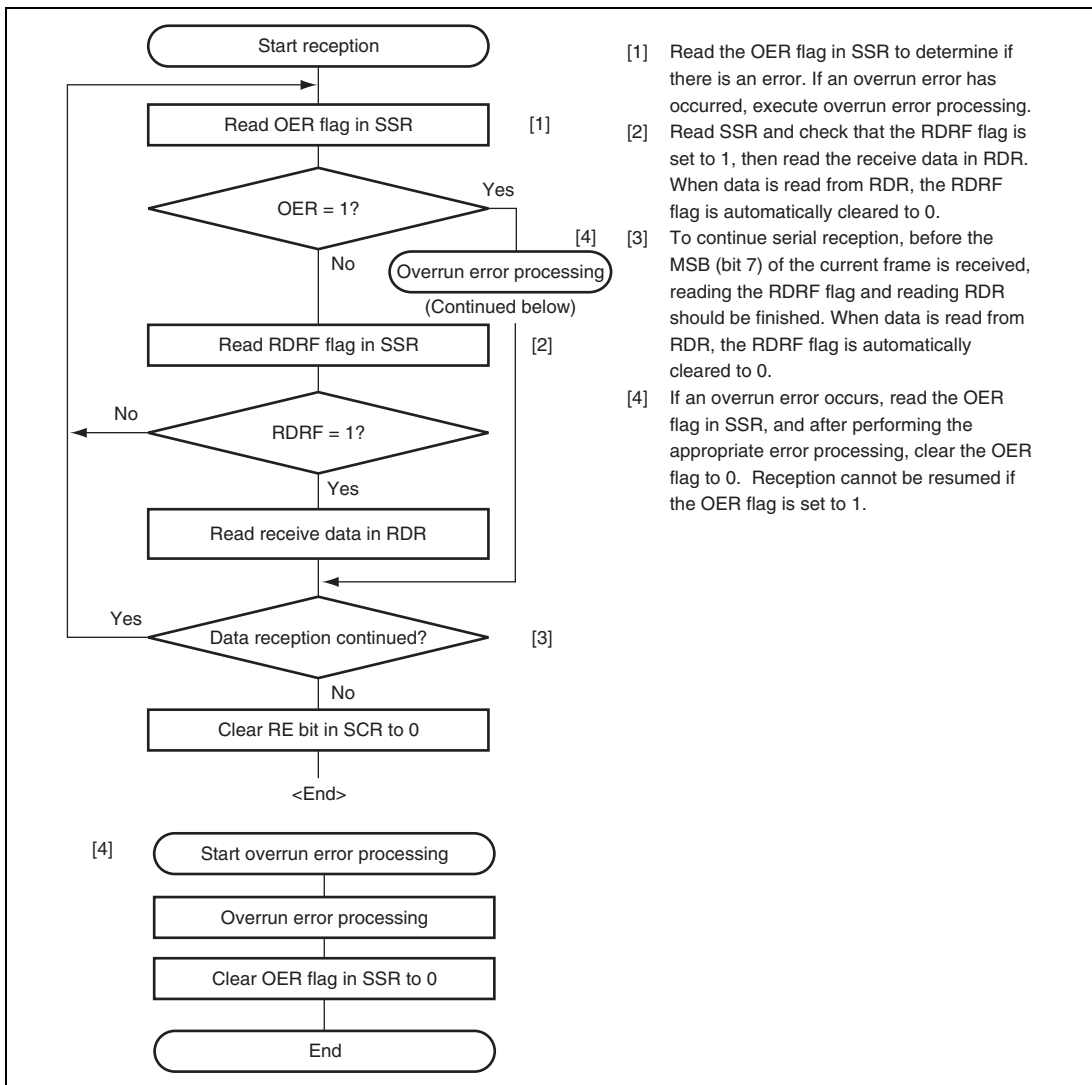 Start reception
Read OER flag in SSR
[1]
OER = 1?
Yes
No
[4]
Overrun error processing
(Continued below)
Read RDRF flag in SSR
[2]
No
RDRF = 1?
Yes
Read receive data in RDR
Yes
Data reception continued?
[3]
No
Clear RE bit in SCR to 0
<End>
[4]
Start overrun error processing
Overrun error processing
Clear OER flag in SSR to 0
End
[1] Read the OER flag in SSR to determine if
there is an error. If an overrun error has
occurred, execute overrun error processing.
[2] Read SSR and check that the RDRF flag is
set to 1, then read the receive data in RDR.
When data is read from RDR, the RDRF
flag is automatically cleared to 0.
[3] To continue serial reception, before the
MSB (bit 7) of the current frame is received,
reading the RDRF flag and reading RDR
should be finished. When data is read from
RDR, the RDRF flag is automatically
cleared to 0.
[4] If an overrun error occurs, read the OER
flag in SSR, and after performing the
appropriate error processing, clear the OER
flag to 0. Reception cannot be resumed if
the OER flag is set to 1.